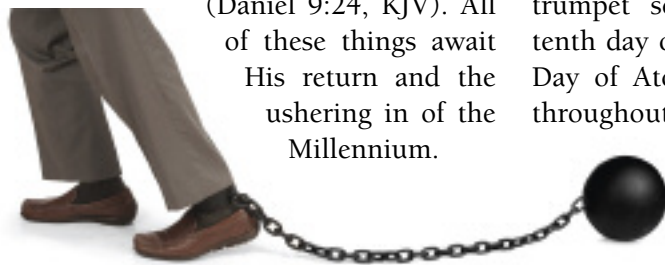 (Daniel 9:24, KJV). All
of these things await
His return and the
ushering in of the
Millennium.
trumpet
tenth day
Day of
throughout